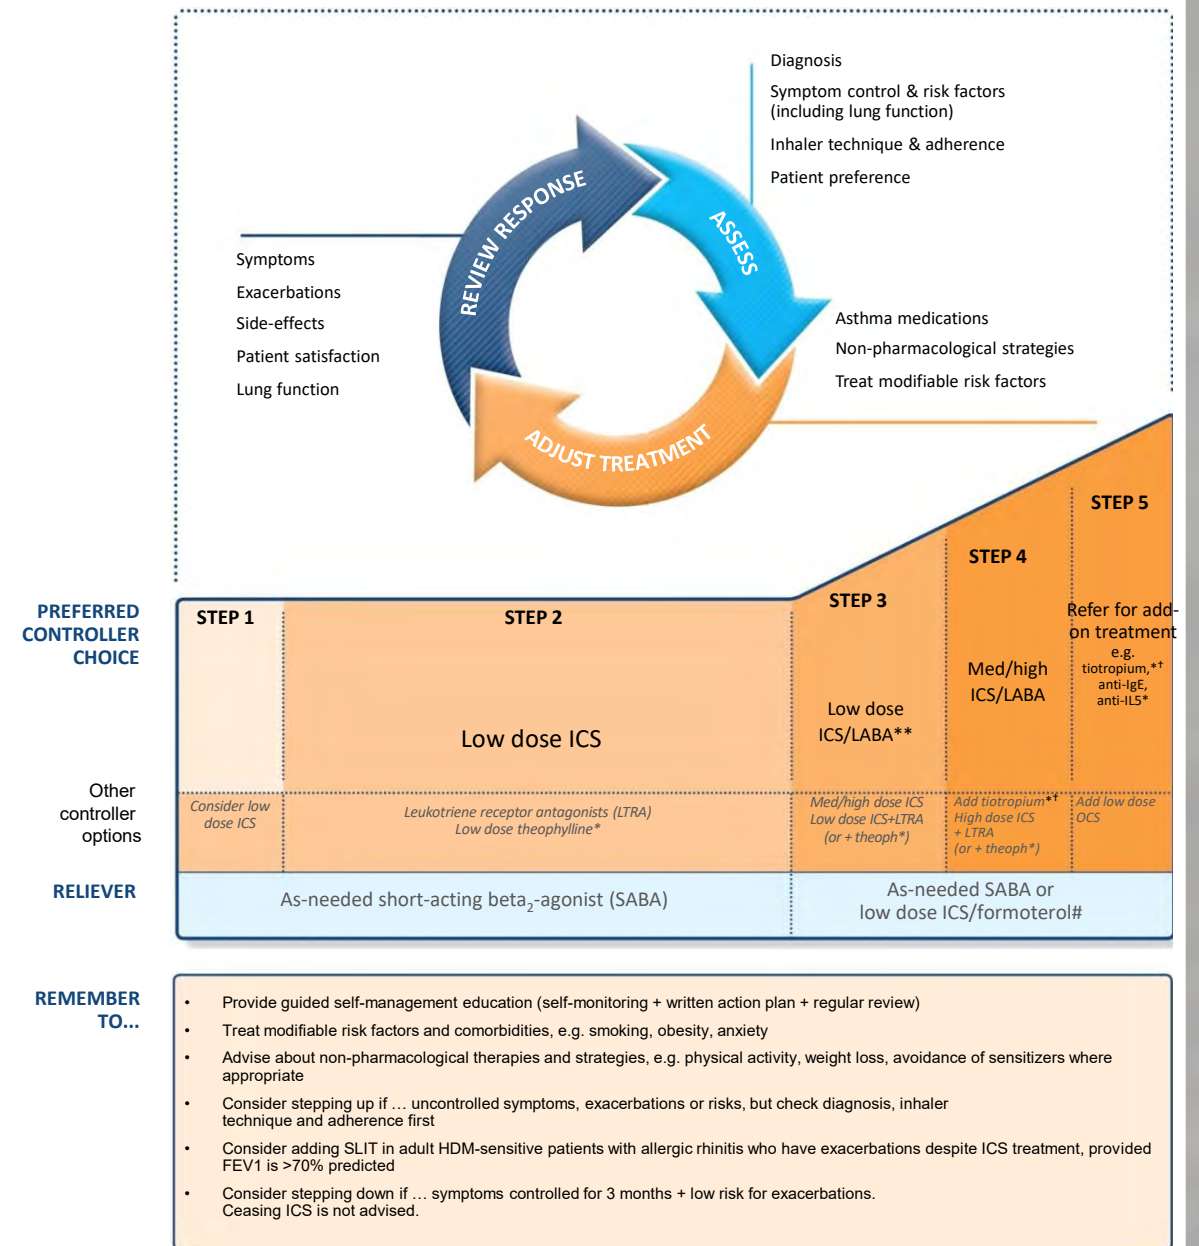 Diagnosis
Symptom control & risk factors
(including lung function)
Inhaler technique & adherence
Patient preference
REVIEW RESPONSE
ASSESS
ADJUST TREATMENT
Symptoms
Exacerbations
Side-effects
Patient satisfaction
Lung function
Asthma medications
Non-pharmacological strategies
Treat modifiable risk factors
PREFERRED
CONTROLLER
CHOICE
STEP 1
STEP 2
Low dose ICS
STEP 3
Low dose
ICS/LABA**
STEP 4
Med/high
ICS/LABA
STEP 5
Refer for add-
on treatment
e.g.
tiotropium,*†
anti-IgE,
anti-IL5*
Other
controller
options
Consider low
dose ICS
Leukotriene receptor antagonists (LTRA)
Low dose theophylline*
Med/high dose ICS
Low dose ICS+LTRA
(or + theoph*)
Add tiotropium*†
High dose ICS
+ LTRA
(or + theoph*)
Add low dose
OCS
RELIEVER
As-needed short-acting beta2-agonist (SABA)
As-needed SABA or
low dose ICS/formoterol#
REMEMBER
TO...
• Provide guided self-management education (self-monitoring + written action plan + regular review)
• Treat modifiable risk factors and comorbidities, e.g. smoking, obesity, anxiety
• Advise about non-pharmacological therapies and strategies, e.g. physical activity, weight loss, avoidance of sensitizers where
appropriate
• Consider stepping up if … uncontrolled symptoms, exacerbations or risks, but check diagnosis, inhaler
technique and adherence first
• Consider adding SLIT in adult HDM-sensitive patients with allergic rhinitis who have exacerbations despite ICS treatment, provided
FEV1 is >70% predicted
• Consider stepping down if … symptoms controlled for 3 months + low risk for exacerbations.
Ceasing ICS is not advised.